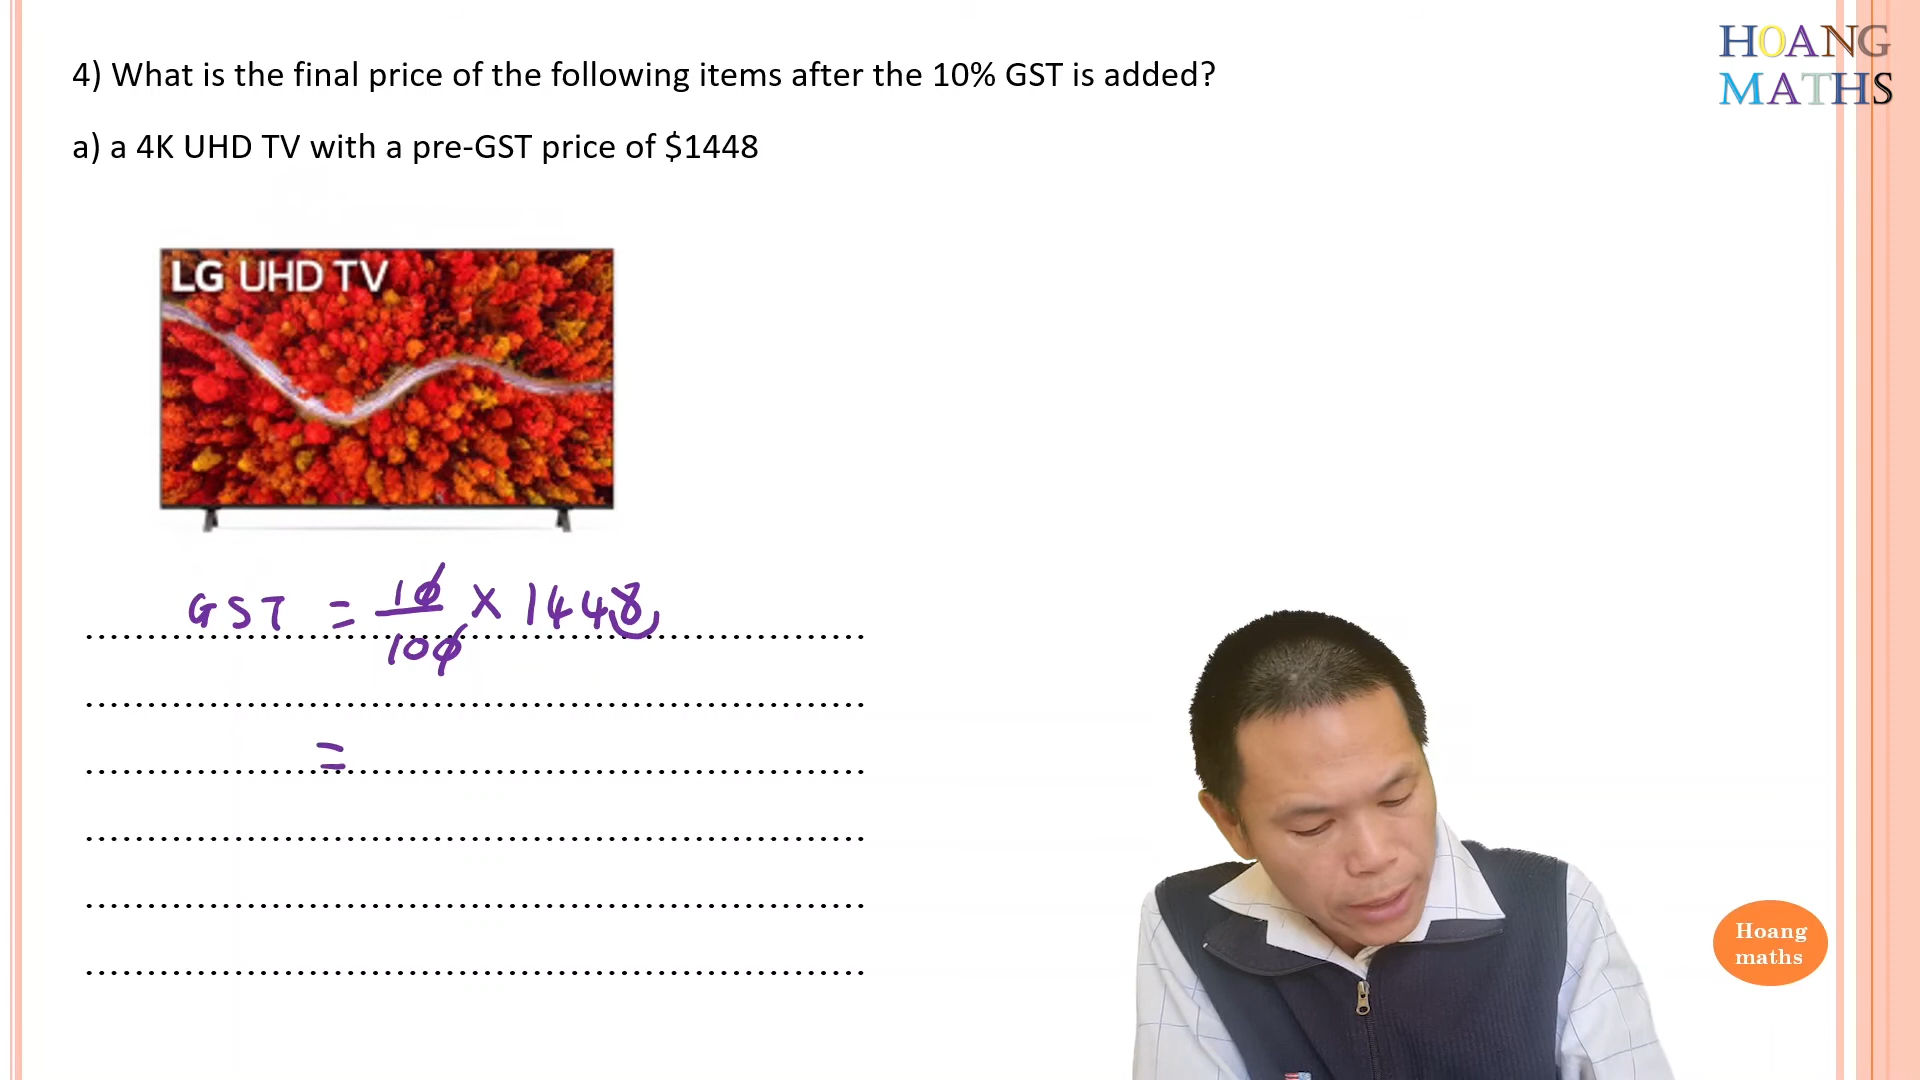 HOANG
MATHS
4) What is the final price of the following items after the 10% GST is added?
a) a 4K UHD TV with a pre-GST price of $1448
LG UHD TV
GST = 10/100 × 1448
=
Hoang
maths